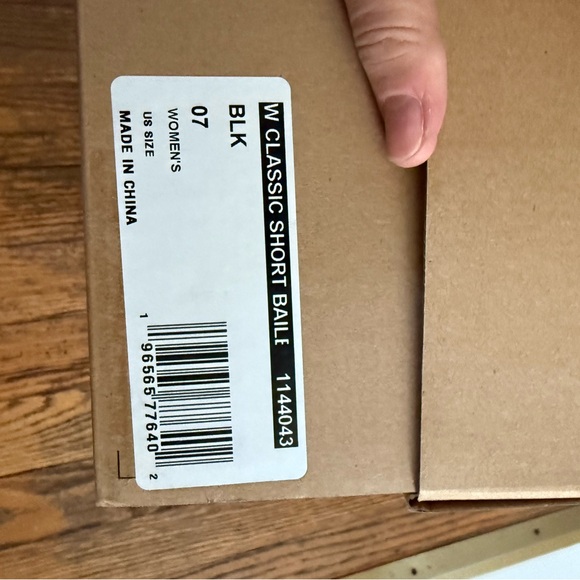 W CLASSIC SHORT BAILE 1144043
BLK
07
WOMEN'S
US SIZE
MADE IN CHINA
1 96565 77640 2